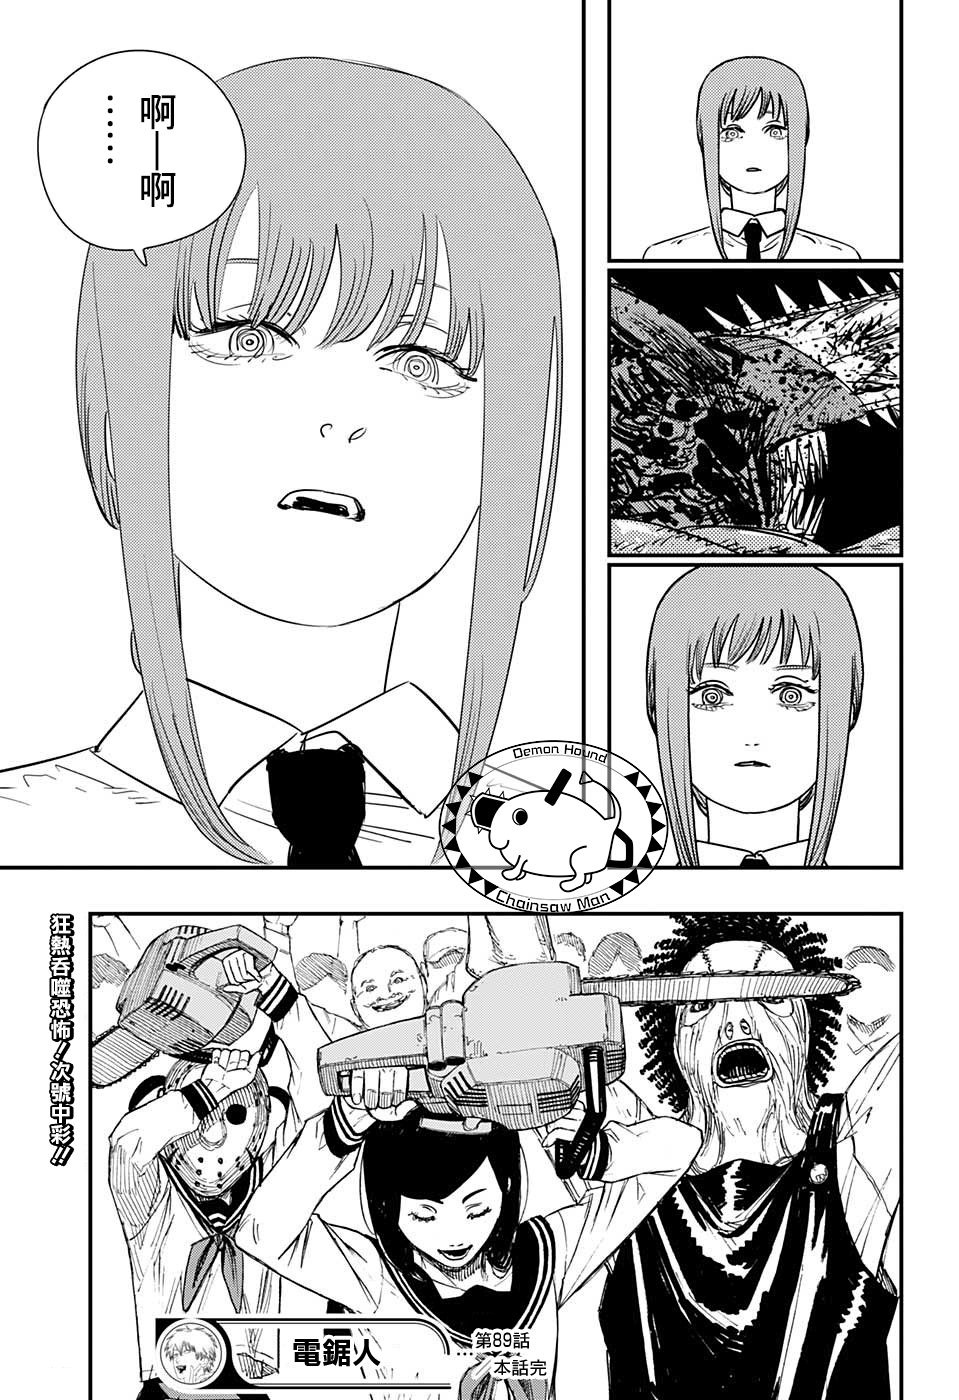 啊—啊
……
Demon Hound
Chainsaw Man
狂熱吞噬恐怖！次號中彩！！
電鋸人
第89話
本話完